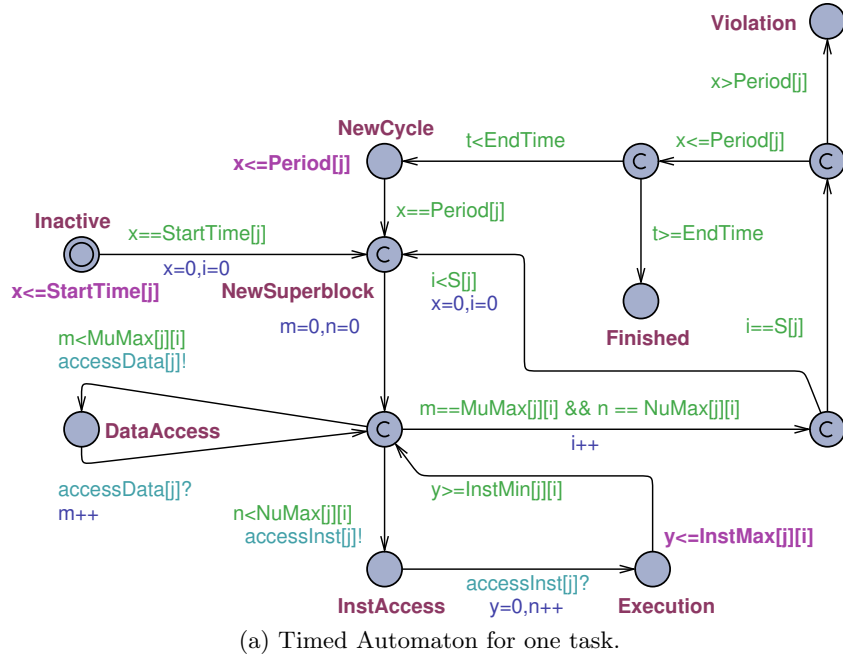 Violation
x>Period[j]
NewCycle
t<EndTime
x<=Period[j]
x<=Period[j]
C
C
Inactive
x==Period[j]
x==StartTime[j]
t>=EndTime
C
x=0,i=0
i<S[j]
x<=StartTime[j]
NewSuperblock
x=0,i=0
m=0,n=0
Finished
i==S[j]
m<MuMax[j][i]
accessData[j]!
m==MuMax[j][i] && n == NuMax[j][i]
DataAccess
C
C
i++
accessData[j]?
y>=InstMin[j][i]
m++
n<NuMax[j][i]
accessInst[j]!
y<=InstMax[j][i]
accessInst[j]?
InstAccess
y=0,n++
Execution
(a) Timed Automaton for one task.